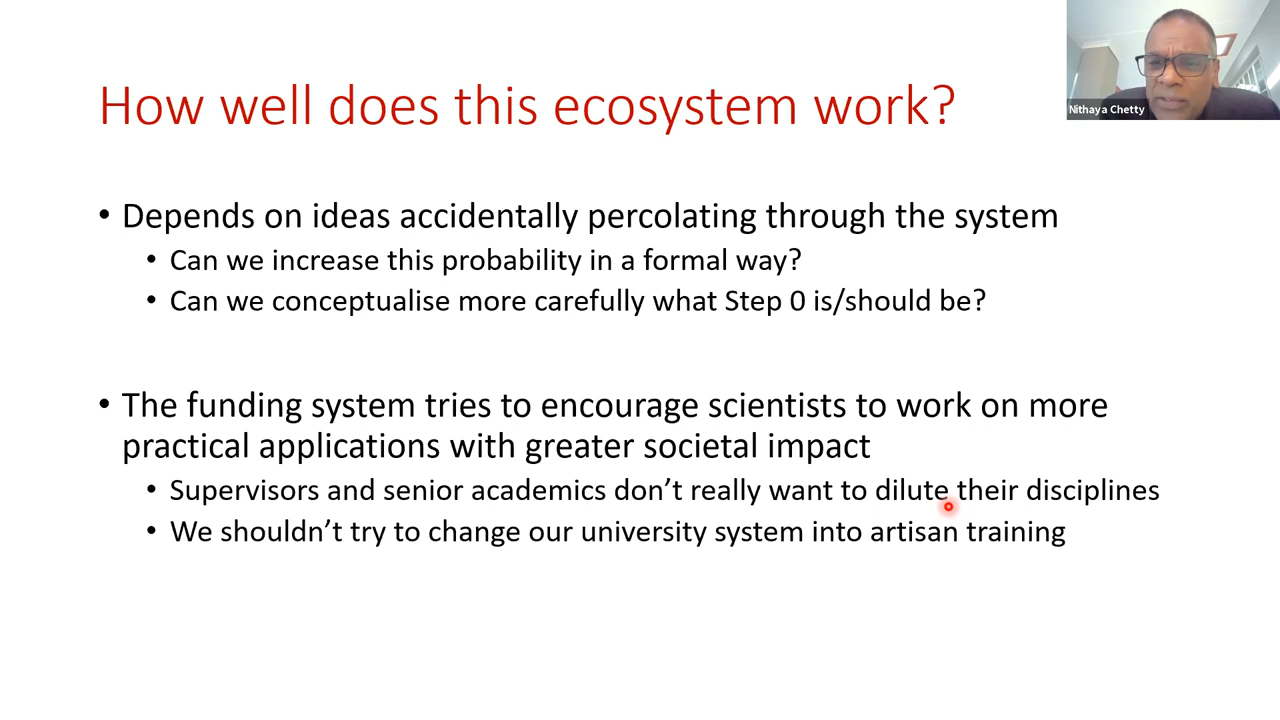 How well does this ecosystem work?
Nithaya Chetty
• Depends on ideas accidentally percolating through the system
• Can we increase this probability in a formal way?
• Can we conceptualise more carefully what Step 0 is/should be?
• The funding system tries to encourage scientists to work on more
practical applications with greater societal impact
• Supervisors and senior academics don’t really want to dilute their disciplines
• We shouldn’t try to change our university system into artisan training